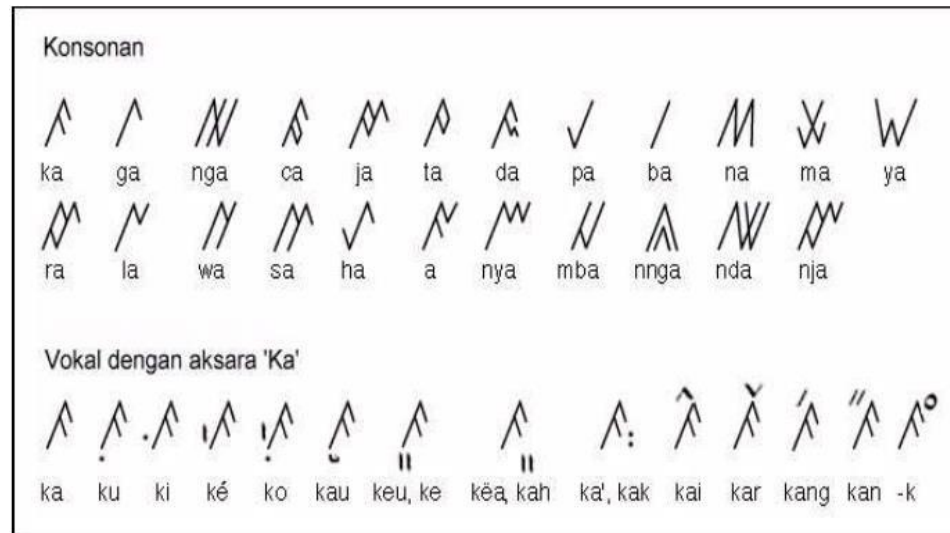 Konsonan
ꤰ ꤱ ꤲ ꤹ ꤺ ꤳ ꤴ ꤶ ꤷ ꤵ ꤸ ꤿ
ka ga nga ca ja ta da pa ba na ma ya
ꤽ ꤾ ꥀ ꤼ ꥁ ꥆ ꤻ ꥂ ꥃ ꥄ ꥅ
ra la wa sa ha a nya mba nnga nda nja
Vokal dengan aksara 'Ka'
ꤰ ꤰꥈ ꤰꥇ ꤰꥉ ꤰꥋ ꤰꥌ ꤰꥍ ꤰꥎ ꤰꥒ ꤰꥊ ꤰꥑ ꤰꥏ ꤰꥐ ꤰ꥓
ka ku ki ké ko kau keu, ke këa, kah ka', kak kai kar kang kan -k